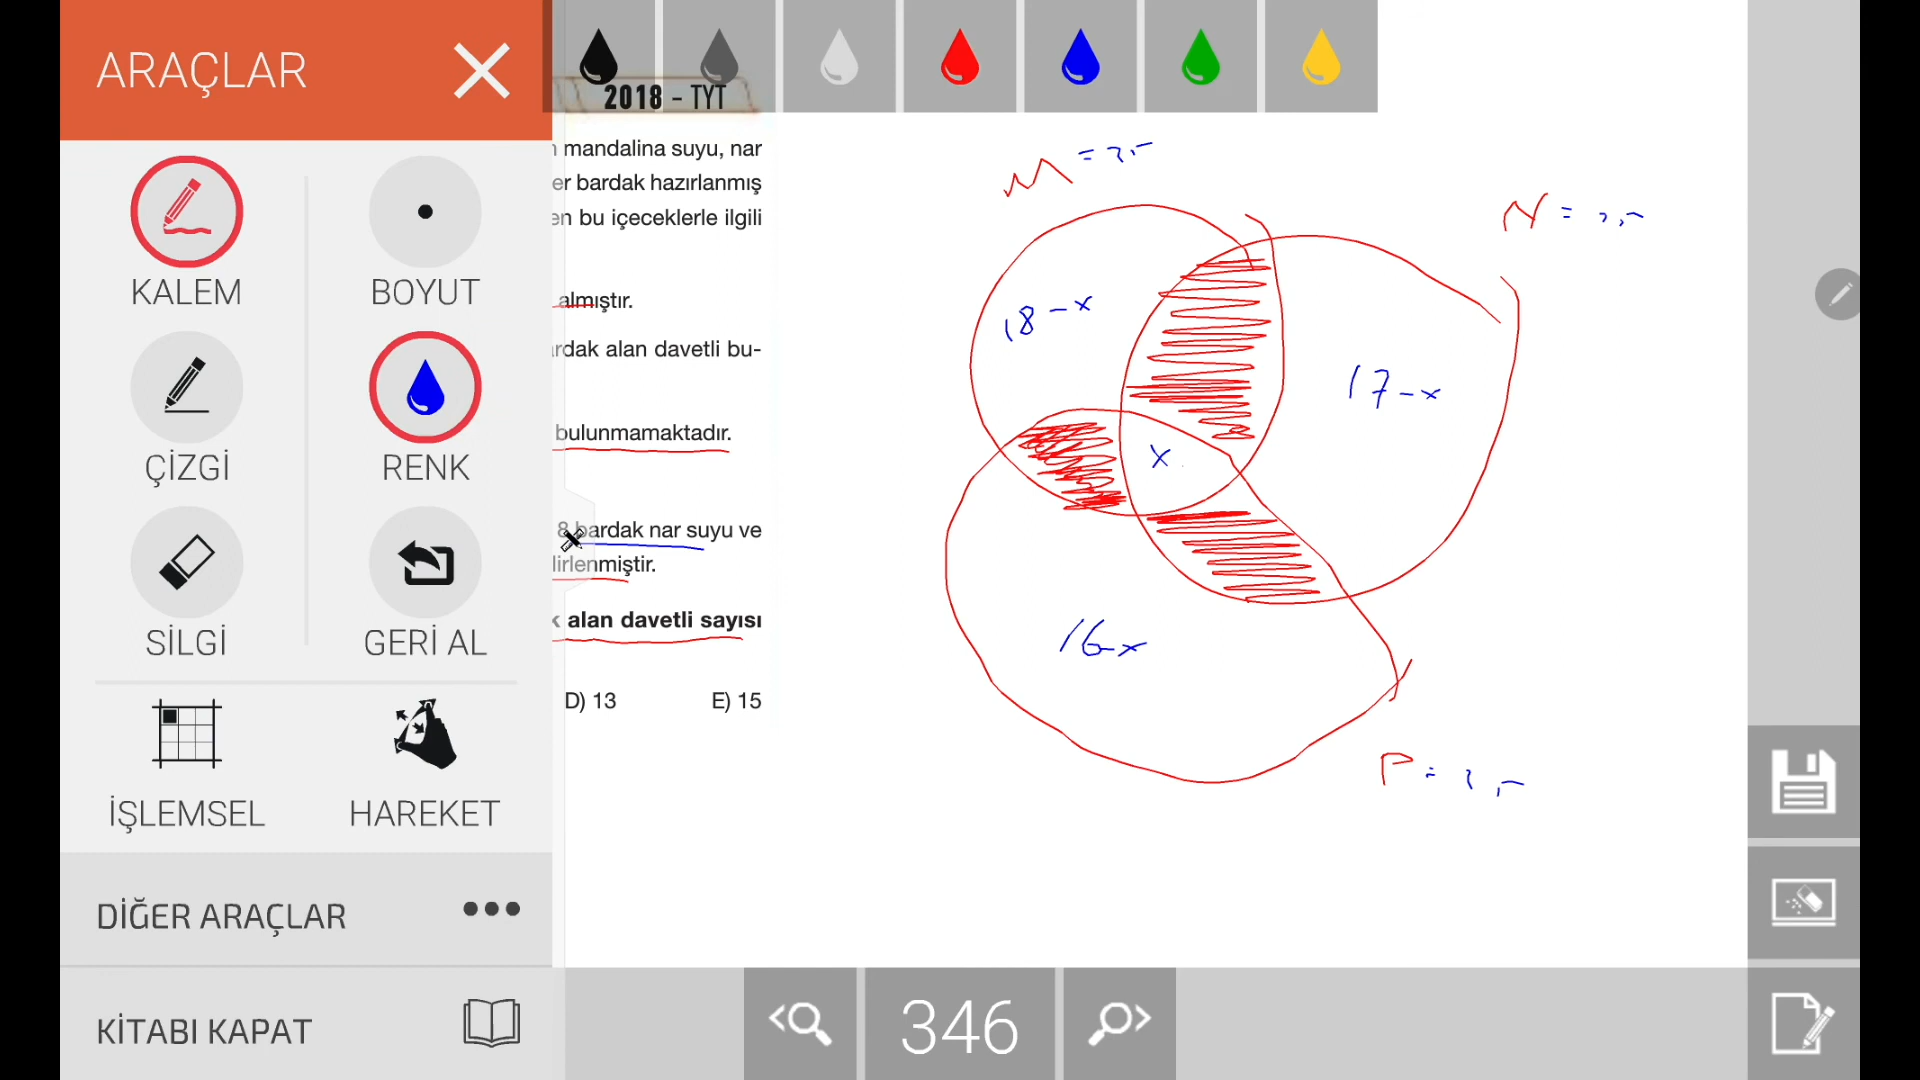 ARAÇLAR
KALEM
BOYUT
ÇİZGİ
RENK
SİLGİ
GERİ AL
İŞLEMSEL
HAREKET
DİĞER ARAÇLAR
KİTABI KAPAT
2018 - TYT
mandalina suyu, nar
er bardak hazırlanmış
en bu içeceklerle ilgili
almıştır.
rdak alan davetli bu-
bulunmamaktadır.
8 bardak nar suyu ve
lirlenmiştir.
k alan davetli sayısı
D) 13 E) 15
M =
N =
18-x
17-x
x
16-x
P =
346